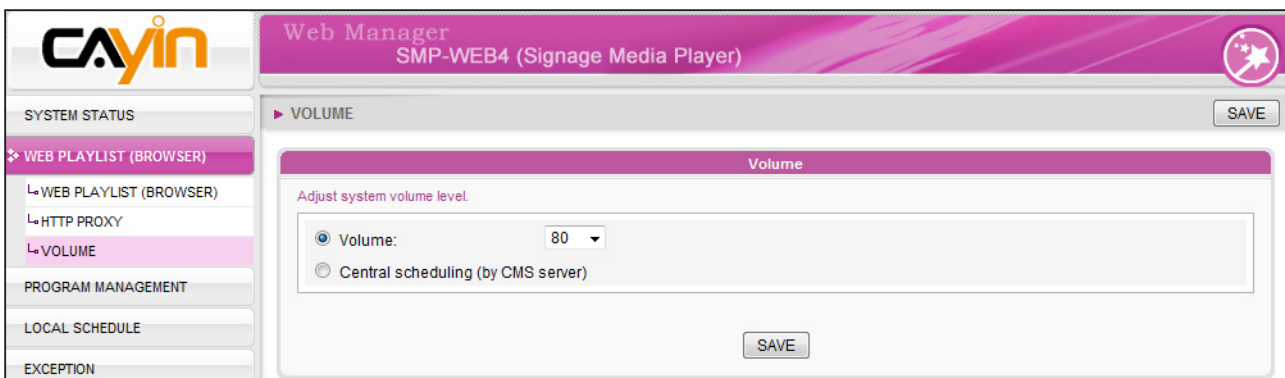 CAyin
Web Manager
SMP-WEB4 (Signage Media Player)
SYSTEM STATUS
VOLUME
SAVE
WEB PLAYLIST (BROWSER)
WEB PLAYLIST (BROWSER)
HTTP PROXY
VOLUME
PROGRAM MANAGEMENT
LOCAL SCHEDULE
EXCEPTION
Volume
Adjust system volume level.
Volume: 80
Central scheduling (by CMS server)
SAVE